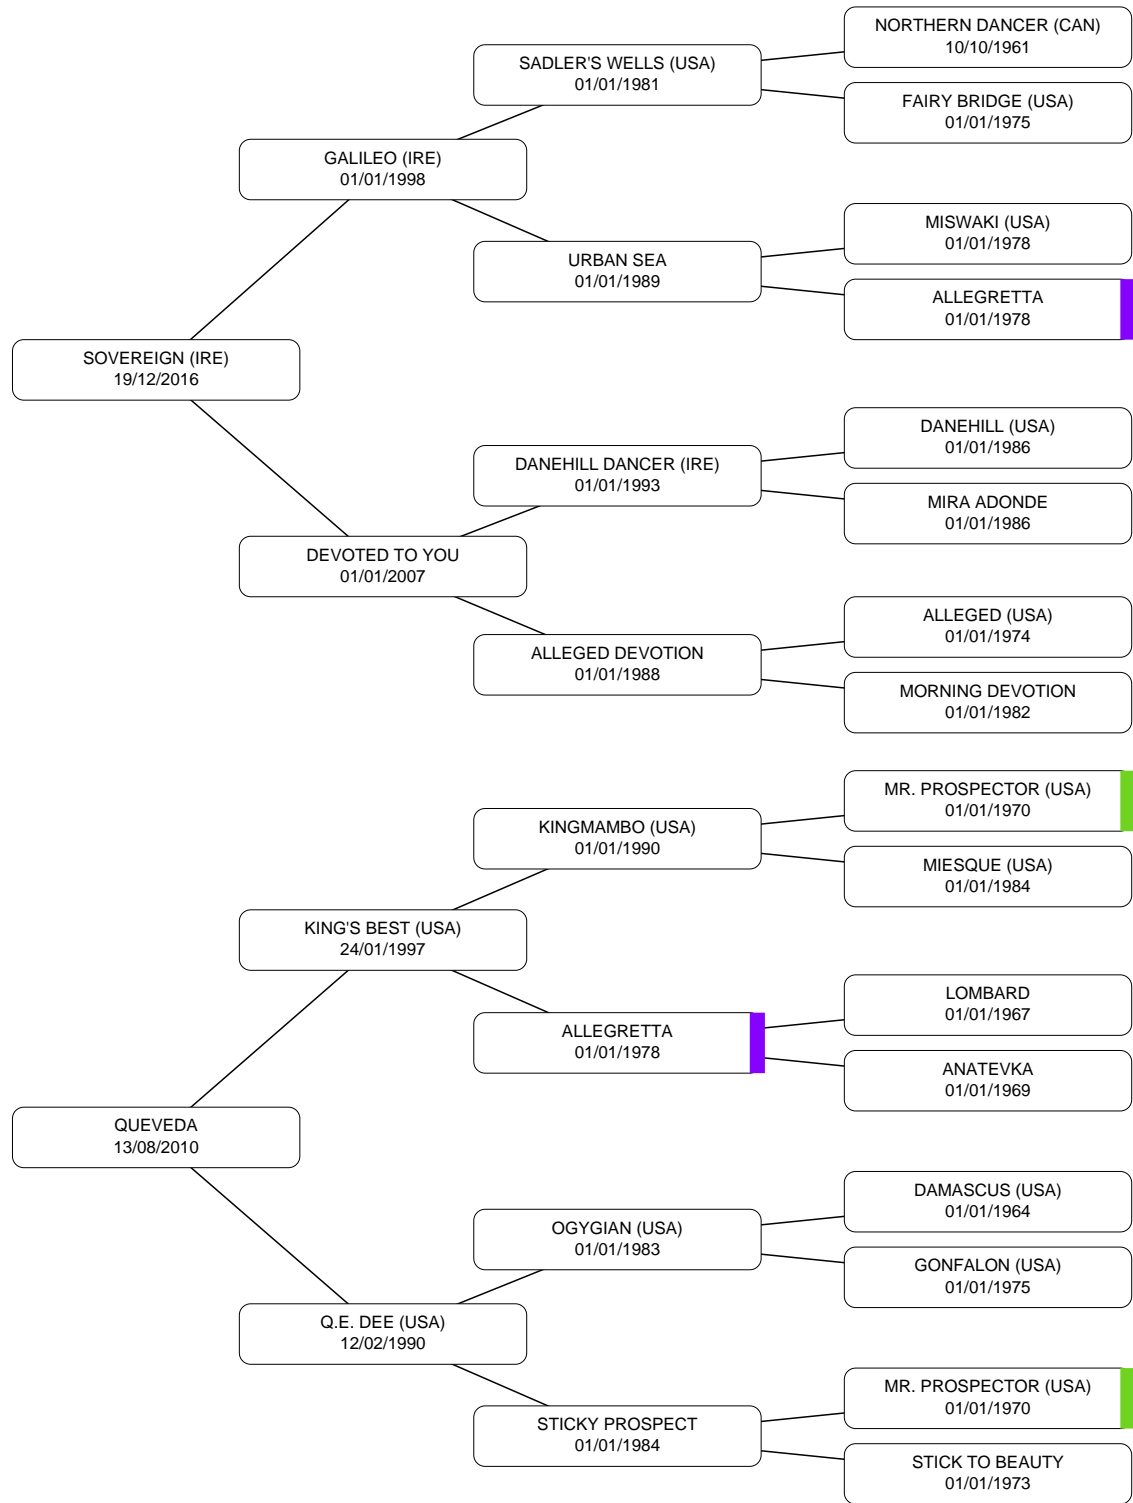 NORTHERN DANCER (CAN)
10/10/1961
SADLER'S WELLS (USA)
01/01/1981
FAIRY BRIDGE (USA)
01/01/1975
GALILEO (IRE)
01/01/1998
MISWAKI (USA)
01/01/1978
URBAN SEA
01/01/1989
ALLEGRETTA
01/01/1978
SOVEREIGN (IRE)
19/12/2016
DANEHILL (USA)
01/01/1986
DANEHILL DANCER (IRE)
01/01/1993
MIRA ADONDE
01/01/1986
DEVOTED TO YOU
01/01/2007
ALLEGED (USA)
01/01/1974
ALLEGED DEVOTION
01/01/1988
MORNING DEVOTION
01/01/1982
MR. PROSPECTOR (USA)
01/01/1970
KINGMAMBO (USA)
01/01/1990
MIESQUE (USA)
01/01/1984
KING'S BEST (USA)
24/01/1997
LOMBARD
01/01/1967
ALLEGRETTA
01/01/1978
ANATEVKA
01/01/1969
QUEVEDA
13/08/2010
DAMASCUS (USA)
01/01/1964
OGYGIAN (USA)
01/01/1983
GONFALON (USA)
01/01/1975
Q.E. DEE (USA)
12/02/1990
MR. PROSPECTOR (USA)
01/01/1970
STICKY PROSPECT
01/01/1984
STICK TO BEAUTY
01/01/1973